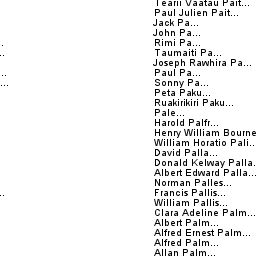 Tearii Vaatau Pait...
Paul Julien Pait...
Jack Pa...
John Pa...
Rimi Pa...
Taumaiti Pa...
Joseph Rawhira Pa...
Paul Pa...
Sonny Pa...
Peta Paku...
Ruakirikiri Paku...
Pale...
Harold Palfr...
Henry William Bourne
William Horatio Pali..
David Palla...
Donald Kelway Palla.
Albert Edward Palla...
Norman Palles...
Francis Pallis...
William Pallis...
Clara Adeline Palm...
Albert Palm...
Alfred Ernest Palm...
Alfred Palm...
Allan Palm...